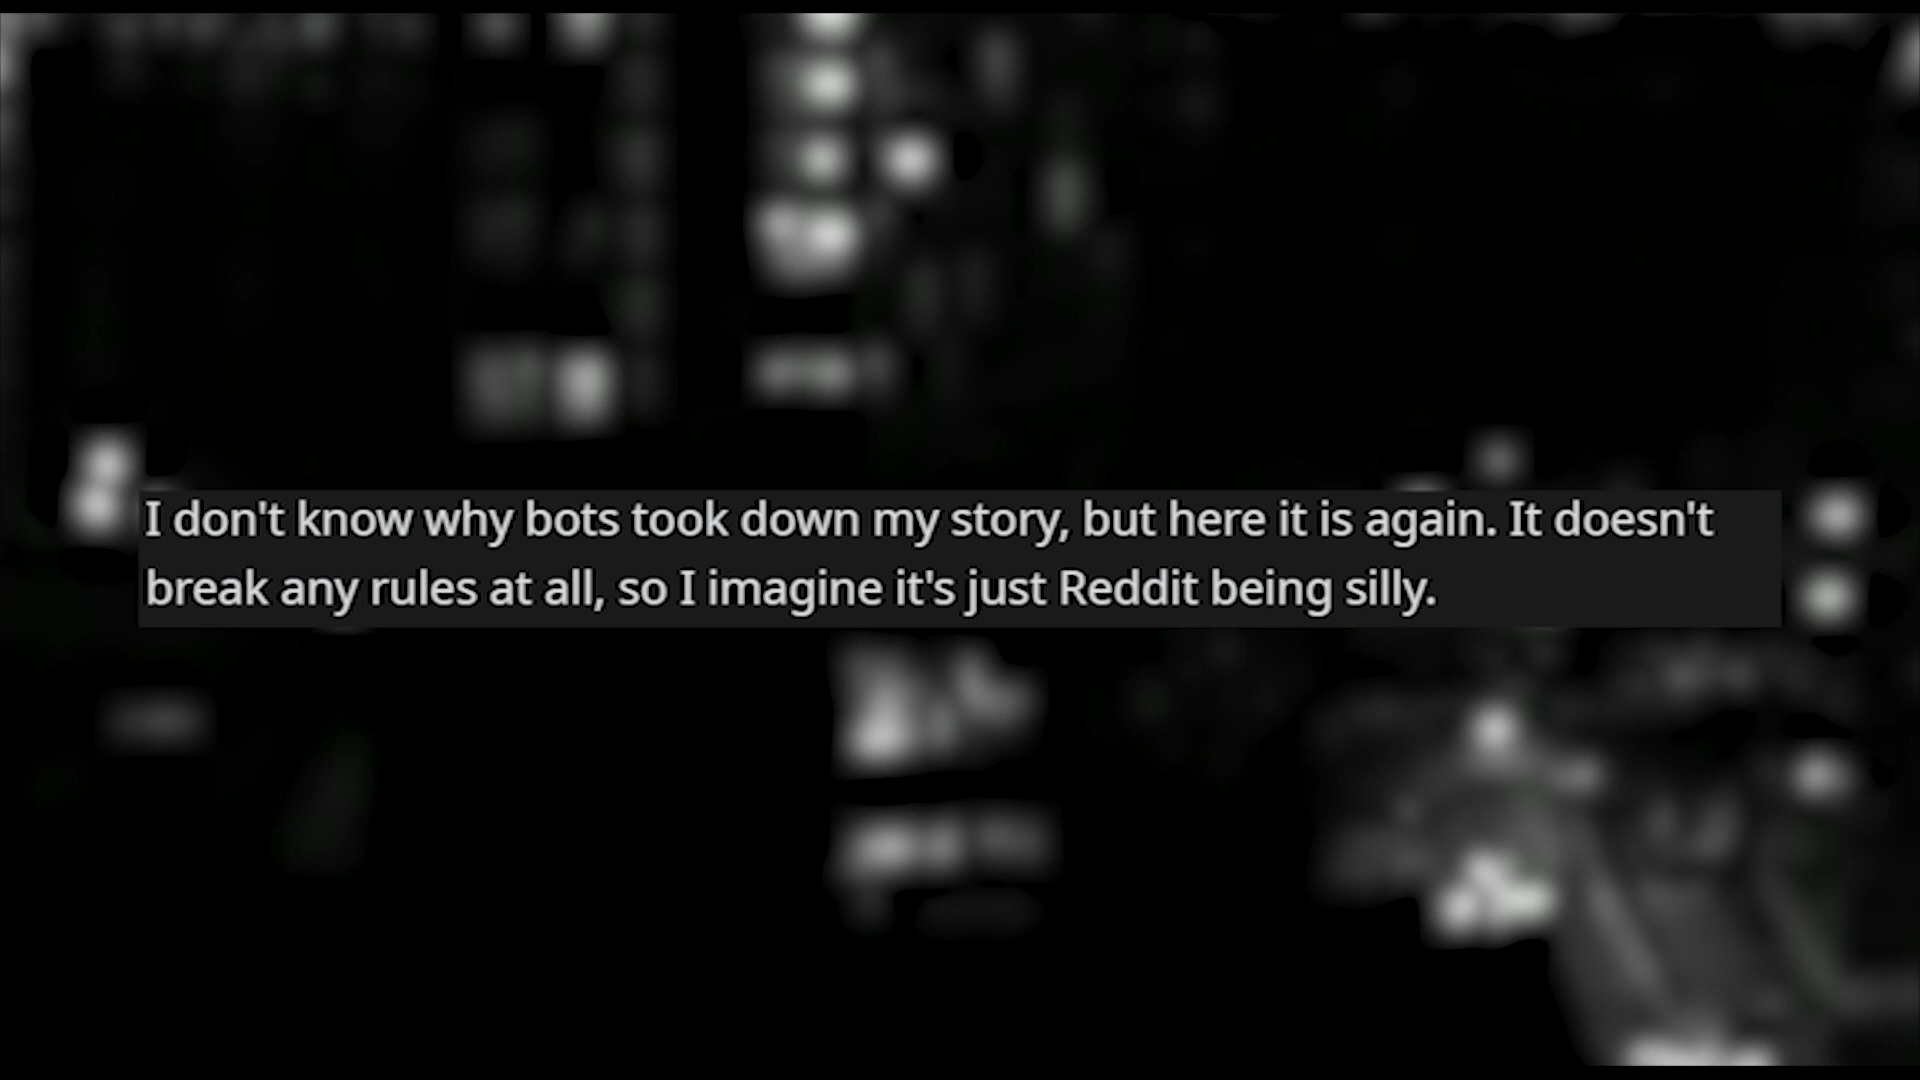 I don't know why bots took down my story, but here it is again. It doesn't
break any rules at all, so I imagine it's just Reddit being silly.